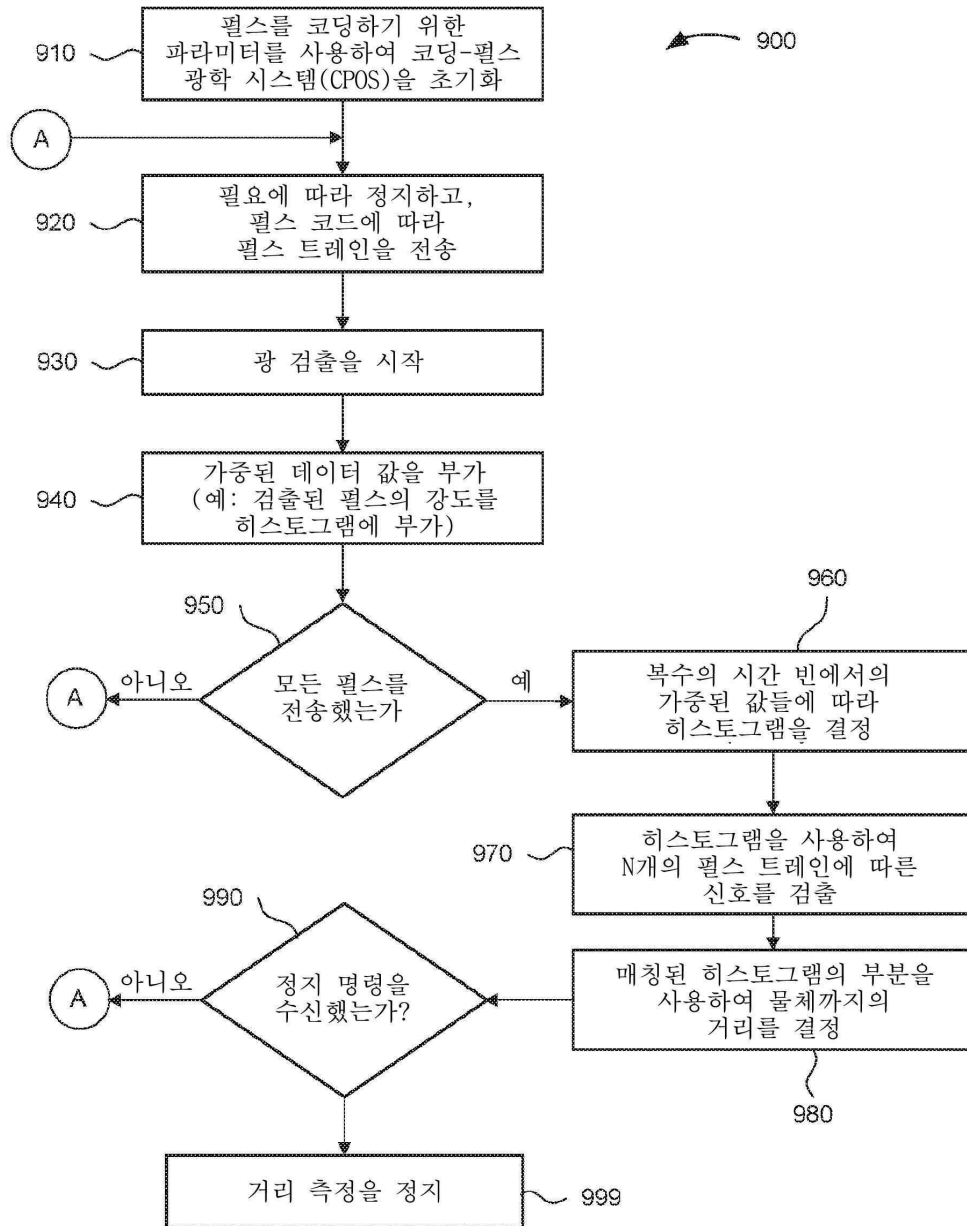 펄스를 코딩하기 위한
파라미터를 사용하여 코딩-펄스
광학 시스템(CPOS)을 초기화
910
900
A
필요에 따라 정지하고,
펄스 코드에 따라
펄스 트레인을 전송
920
930
광 검출을 시작
가중된 데이터 값을 부가
(예: 검출된 펄스의 강도를
히스토그램에 부가)
940
950
모든 펄스를
전송했는가
아니오
A
예
960
복수의 시간 빈에서의
가중된 값들에 따라
히스토그램을 결정
970
히스토그램을 사용하여
N개의 펄스 트레인에 따른
신호를 검출
매칭된 히스토그램의 부분을
사용하여 물체까지의
거리를 결정
980
990
정지 명령을
수신했는가?
아니오
A
거리 측정을 정지
999